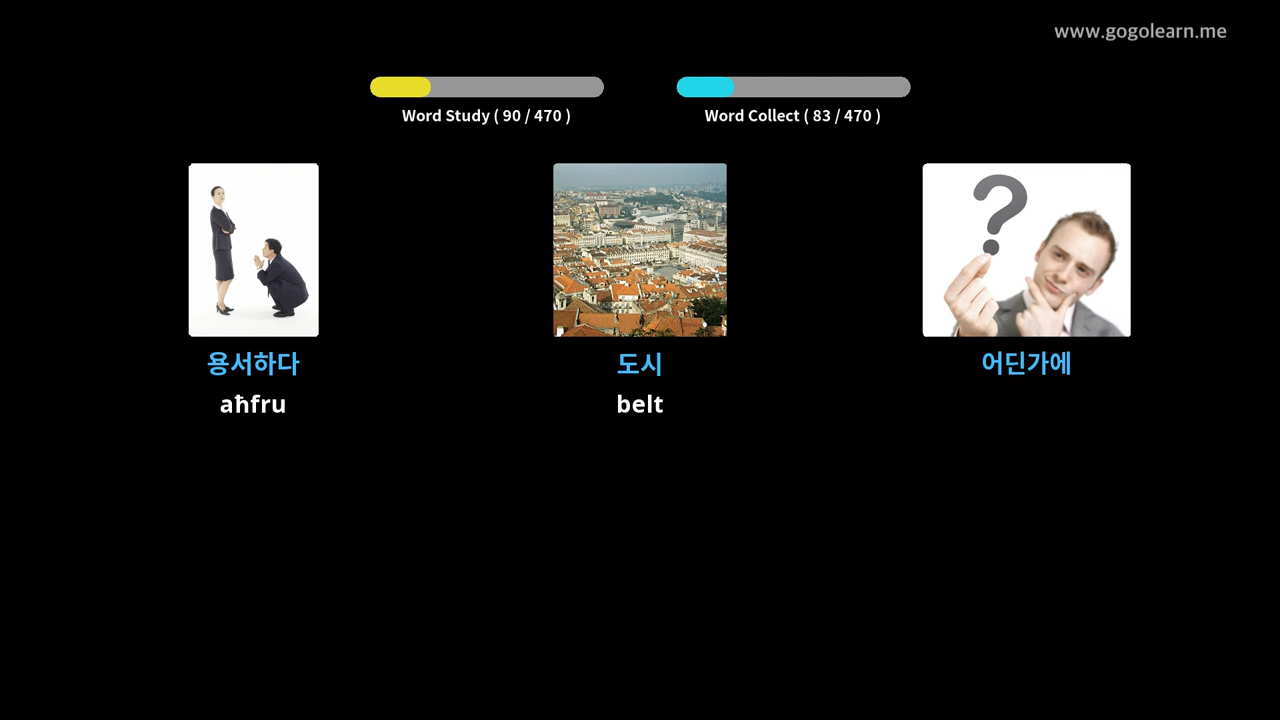 www.gogolearn.me
Word Study ( 90 / 470 )
Word Collect ( 83 / 470 )
용서하다
도시
어딘가에
aħfru
belt